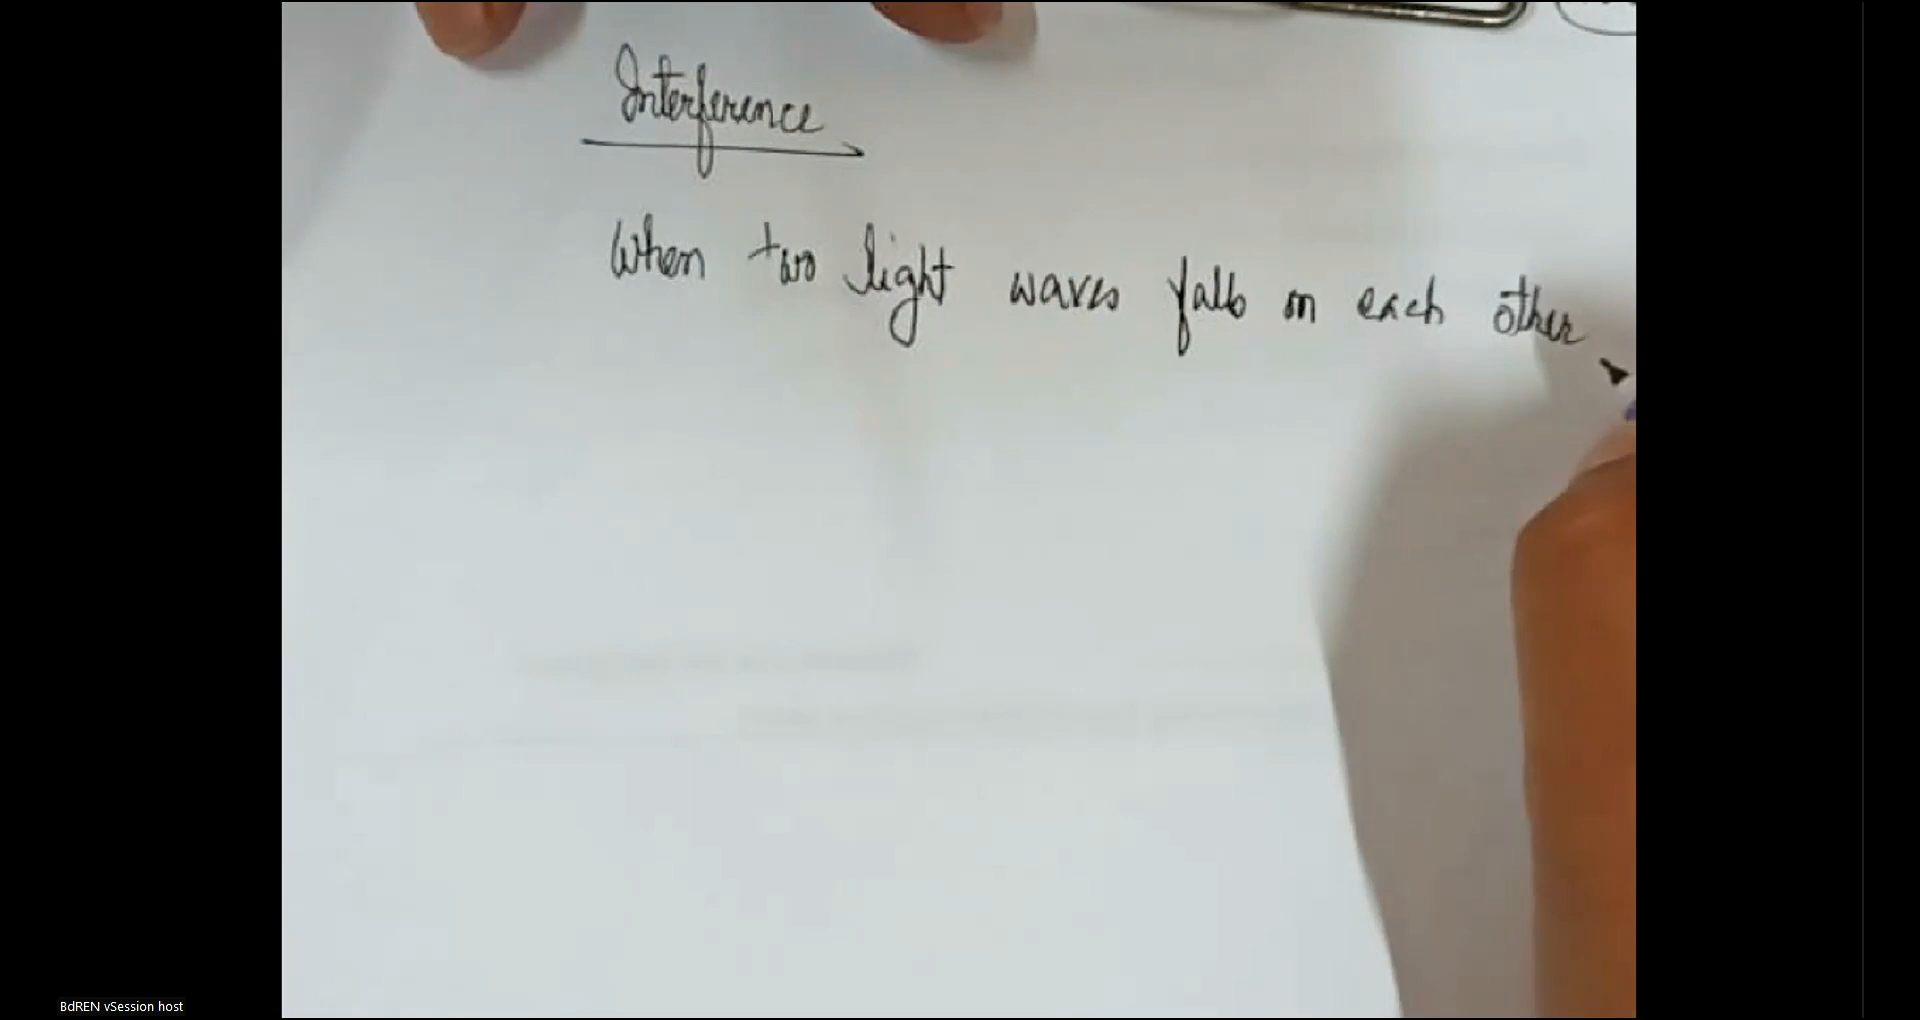 Interference
When two light waves falls on each other
BdREN vSession host